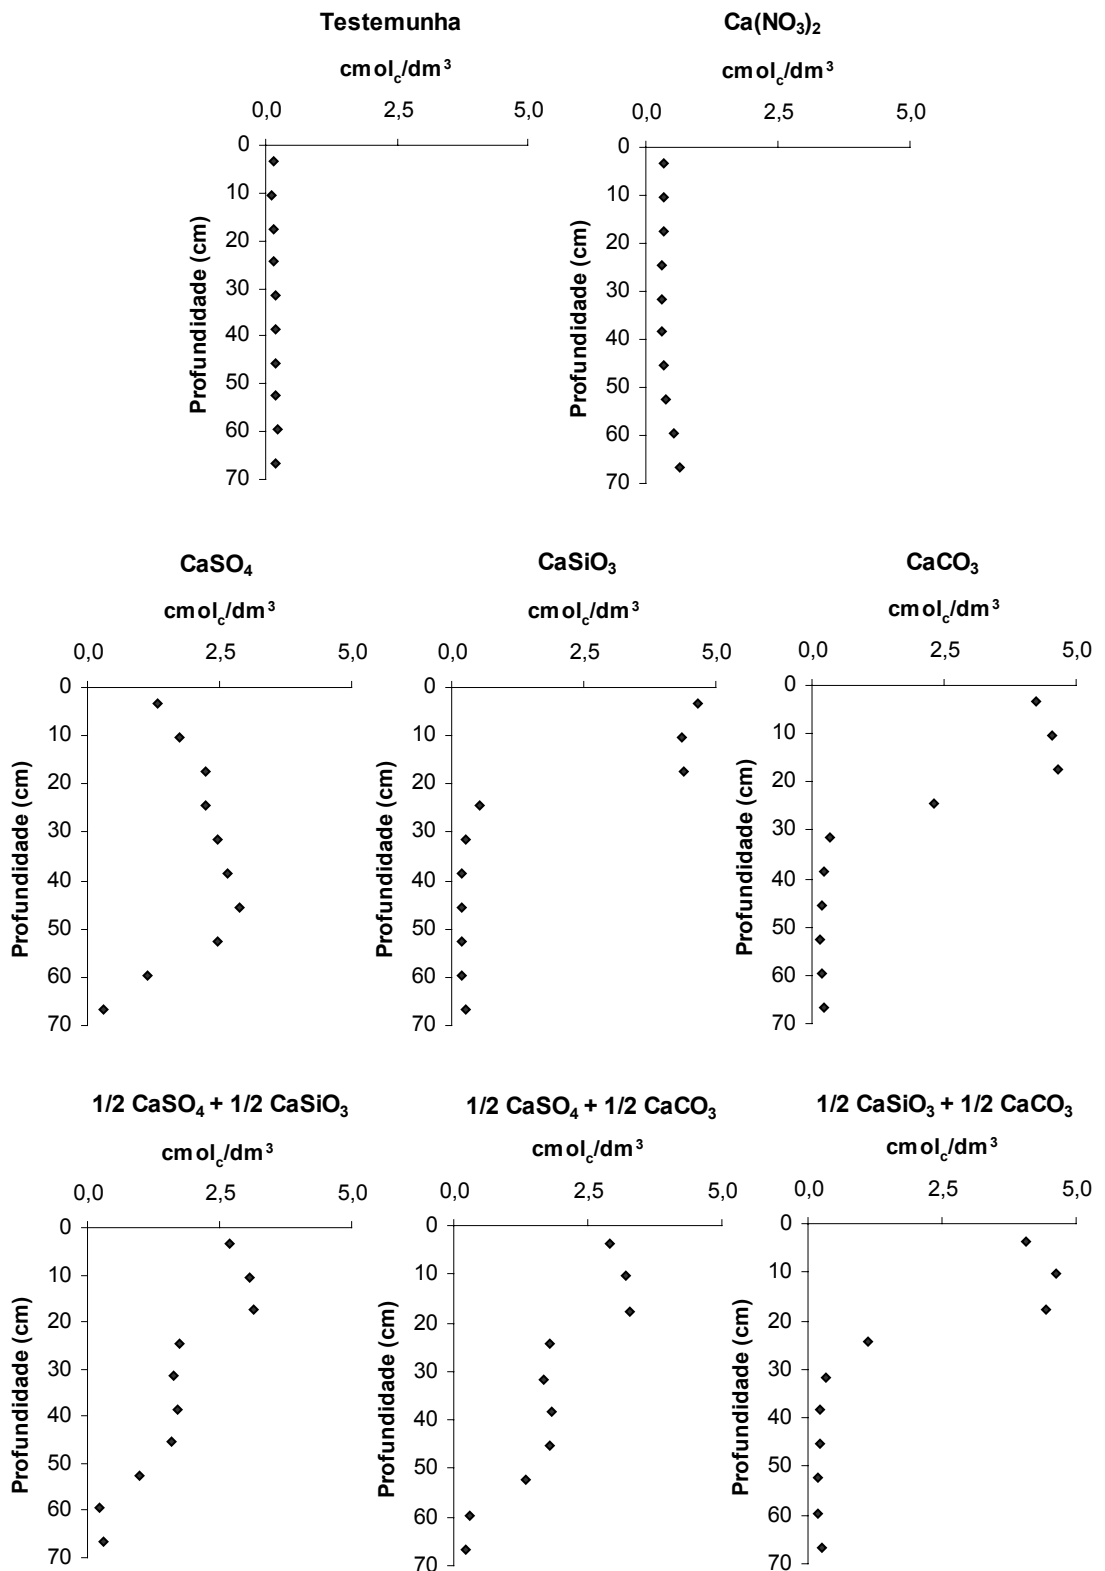 Testemunha
cmol_c/dm³
0,0 2,5 5,0
0
10
20
30
40
50
60
70
Profundidade (cm)
Ca(NO₃)₂
cmol_c/dm³
0,0 2,5 5,0
0
10
20
30
40
50
60
70
Profundidade (cm)
CaSO₄
cmol_c/dm³
0,0 2,5 5,0
0
10
20
30
40
50
60
70
Profundidade (cm)
CaSiO₃
cmol_c/dm³
0,0 2,5 5,0
0
10
20
30
40
50
60
70
Profundidade (cm)
CaCO₃
cmol_c/dm³
0,0 2,5 5,0
0
10
20
30
40
50
60
70
Profundidade (cm)
1/2 CaSO₄ + 1/2 CaSiO₃
cmol_c/dm³
0,0 2,5 5,0
0
10
20
30
40
50
60
70
Profundidade (cm)
1/2 CaSO₄ + 1/2 CaCO₃
cmol_c/dm³
0,0 2,5 5,0
0
10
20
30
40
50
60
70
Profundidade (cm)
1/2 CaSiO₃ + 1/2 CaCO₃
cmol_c/dm³
0,0 2,5 5,0
0
10
20
30
40
50
60
70
Profundidade (cm)